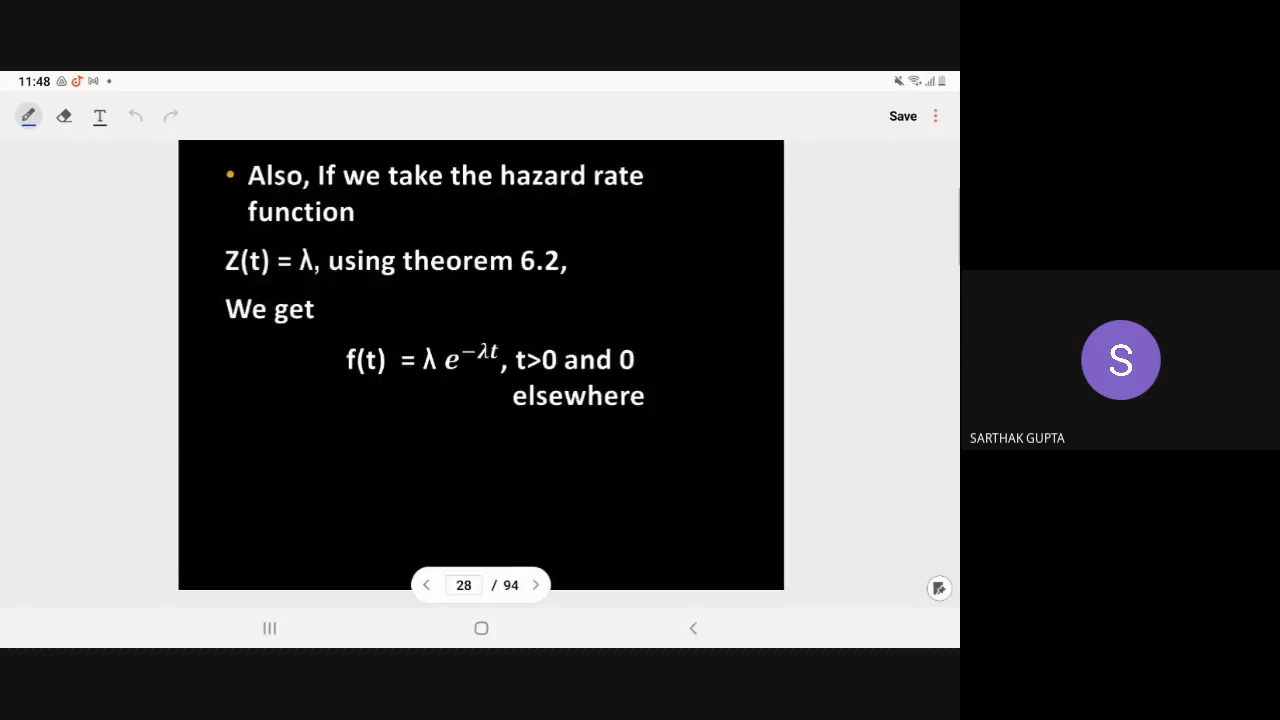 11:48
T
Save
• Also, If we take the hazard rate
function
Z(t) = λ, using theorem 6.2,
We get
f(t) = λ e^{−λt}, t>0 and 0
elsewhere
28 / 94
S
SARTHAK GUPTA